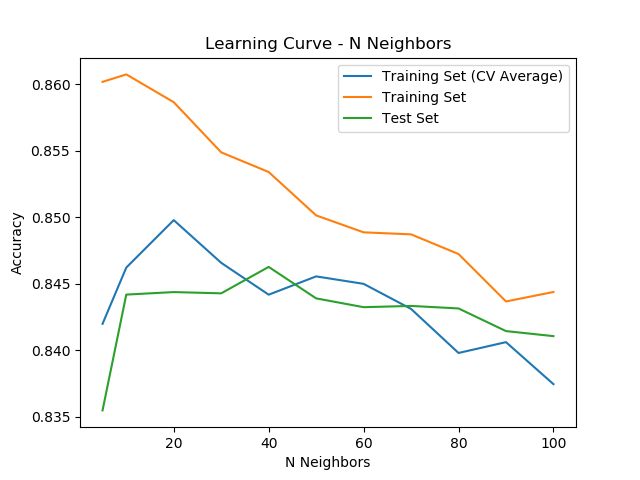 Learning Curve - N Neighbors
Training Set (CV Average)
Training Set
Test Set
Accuracy
0.860
0.855
0.850
0.845
0.840
0.835
20 40 60 80 100
N Neighbors